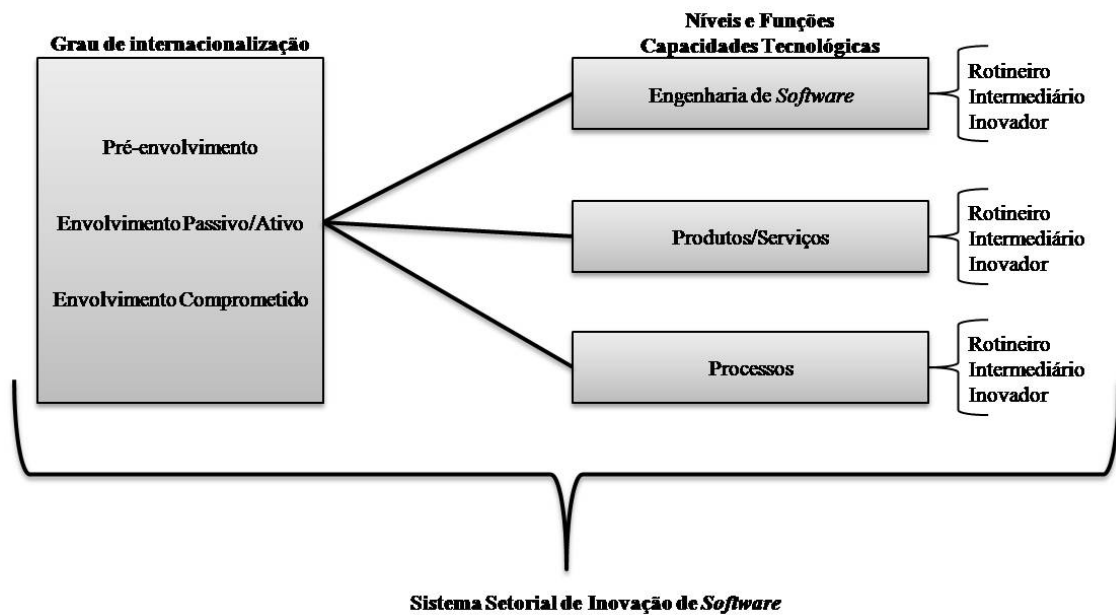 Grau de internacionalização
Pré-envolvimento
Envolvimento Passivo/Ativo
Envolvimento Comprometido
Níveis e Funções
Capacidades Tecnológicas
Engenharia de Software
Rotineiro
Intermediário
Inovador
Produtos/Serviços
Rotineiro
Intermediário
Inovador
Processos
Rotineiro
Intermediário
Inovador
Sistema Setorial de Inovação de Software